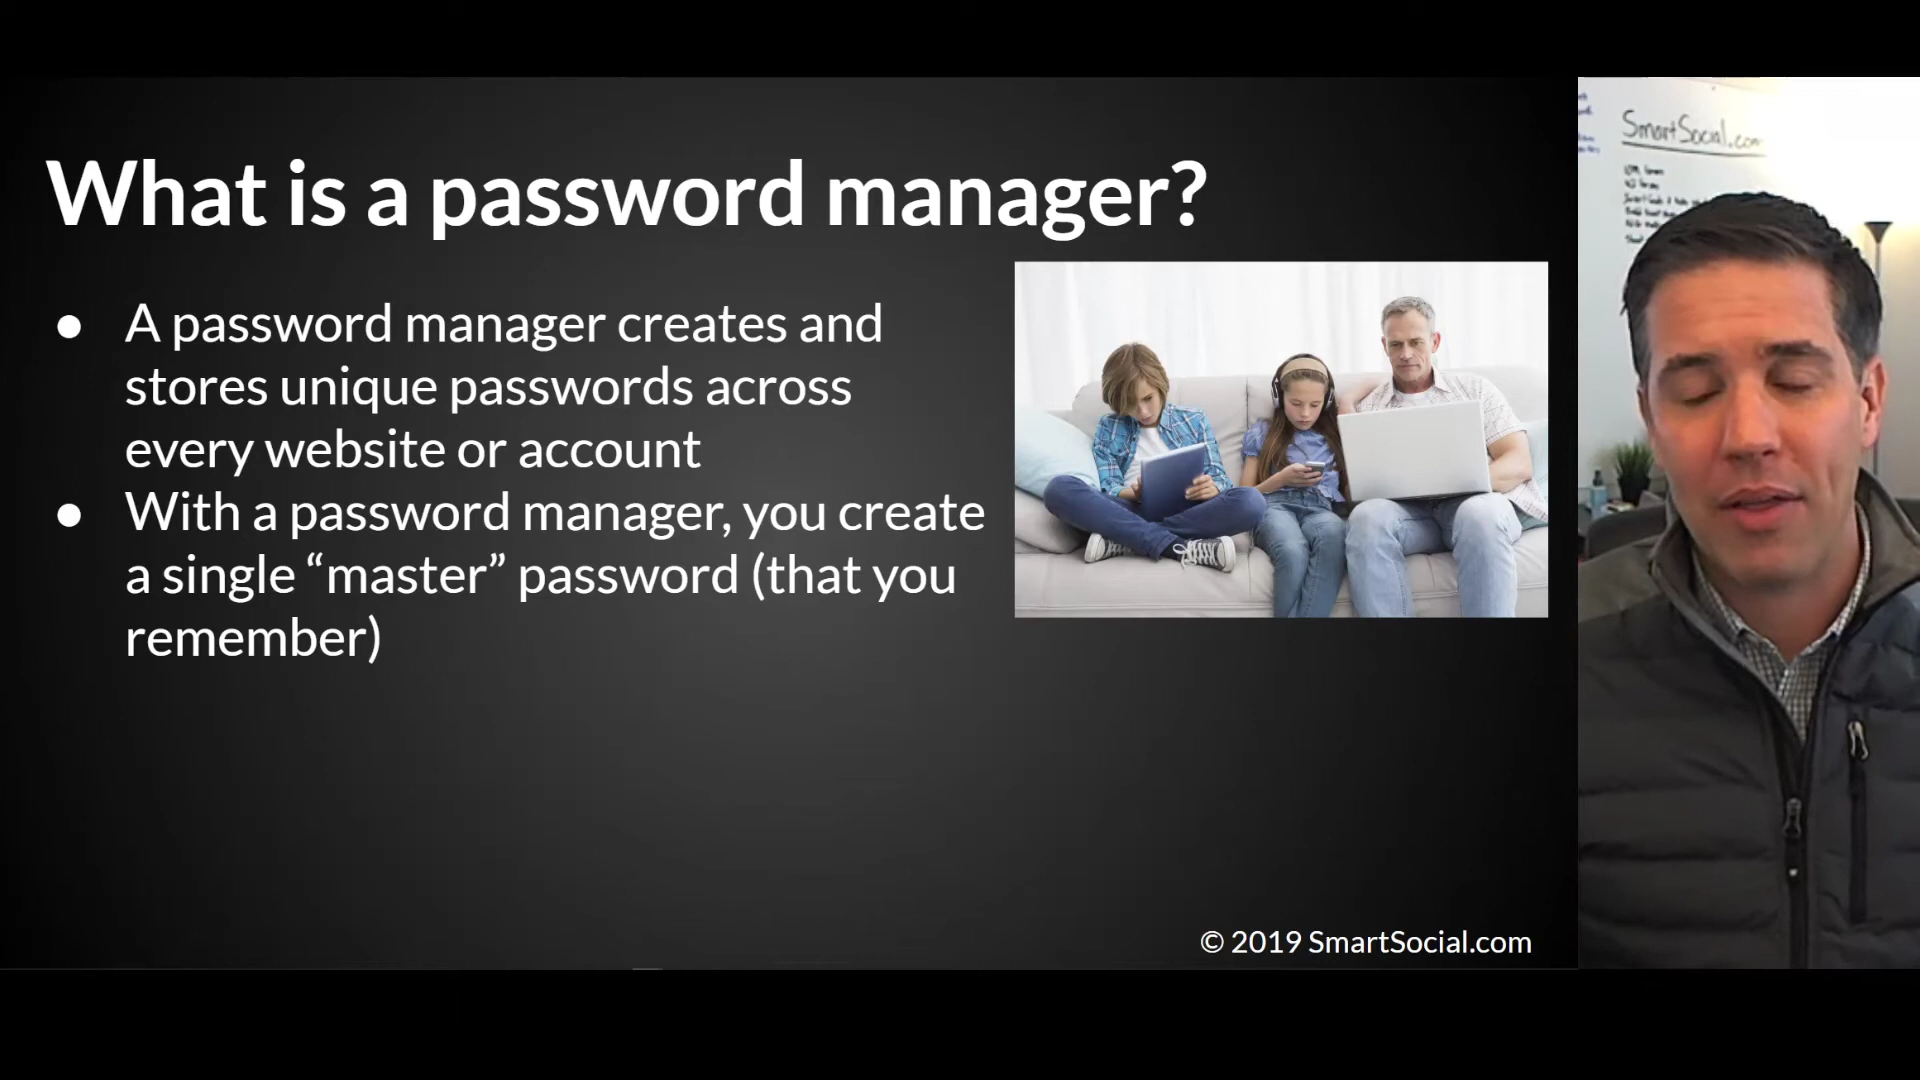 What is a password manager?
● A password manager creates and
stores unique passwords across
every website or account
● With a password manager, you create
a single “master” password (that you
remember)
© 2019 SmartSocial.com
SmartSocial.com